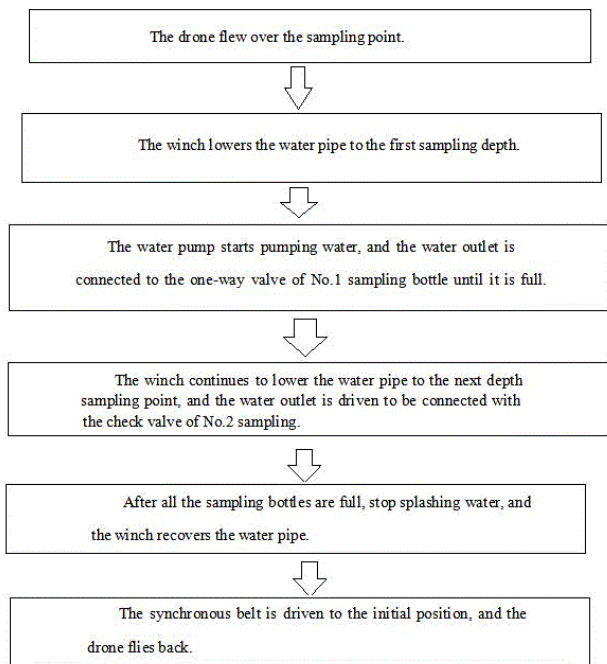 The drone flew over the sampling point.
The winch lowers the water pipe to the first sampling depth.
The water pump starts pumping water, and the water outlet is
connected to the one-way valve of No.1 sampling bottle until it is full.
The winch continues to lower the water pipe to the next depth
sampling point, and the water outlet is driven to be connected with
the check valve of No.2 sampling.
After all the sampling bottles are full, stop splashing water, and
the winch recovers the water pipe.
The synchronous belt is driven to the initial position, and the
drone flies back.